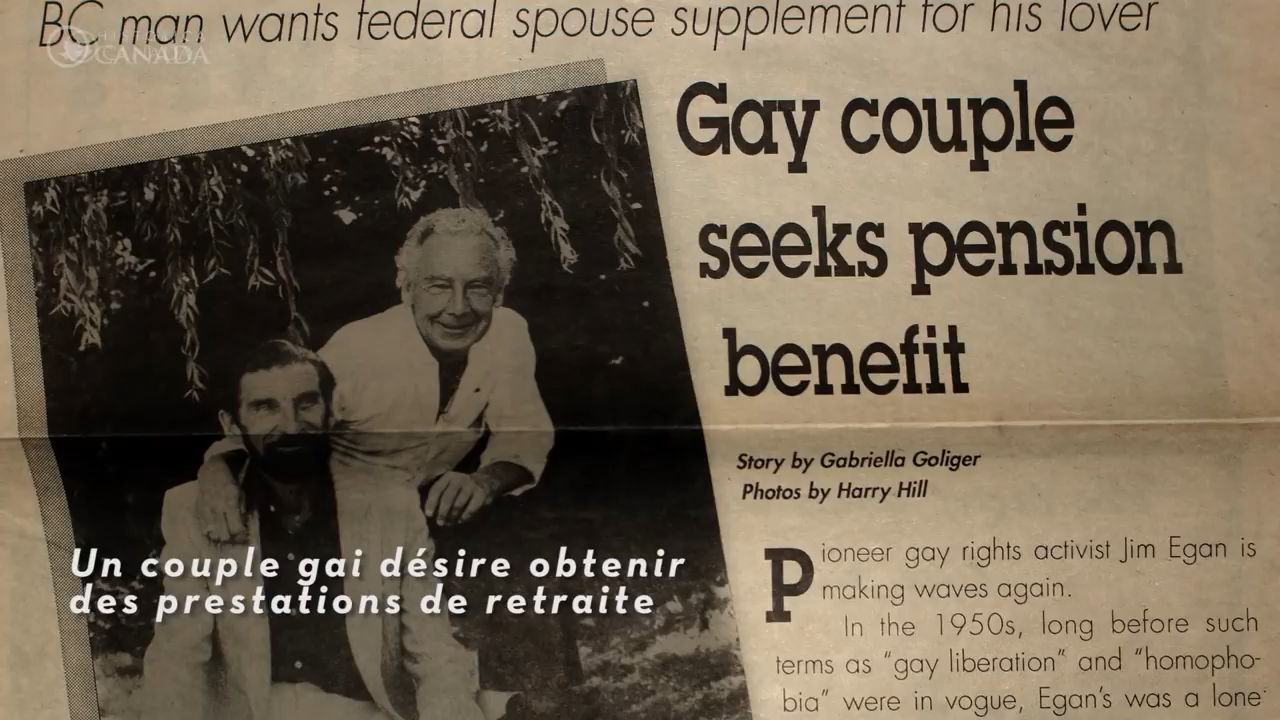 BC man wants federal spouse supplement for his lover
HISTORICA
CANADA
Gay couple
seeks pension
benefit
Story by Gabriella Goliger
Photos by Harry Hill
Pioneer gay rights activist Jim Egan is
making waves again.
In the 1950s, long before such
terms as “gay liberation” and “homopho-
bia” were in vogue, Egan’s was a lone
Un couple gai désire obtenir
des prestations de retraite